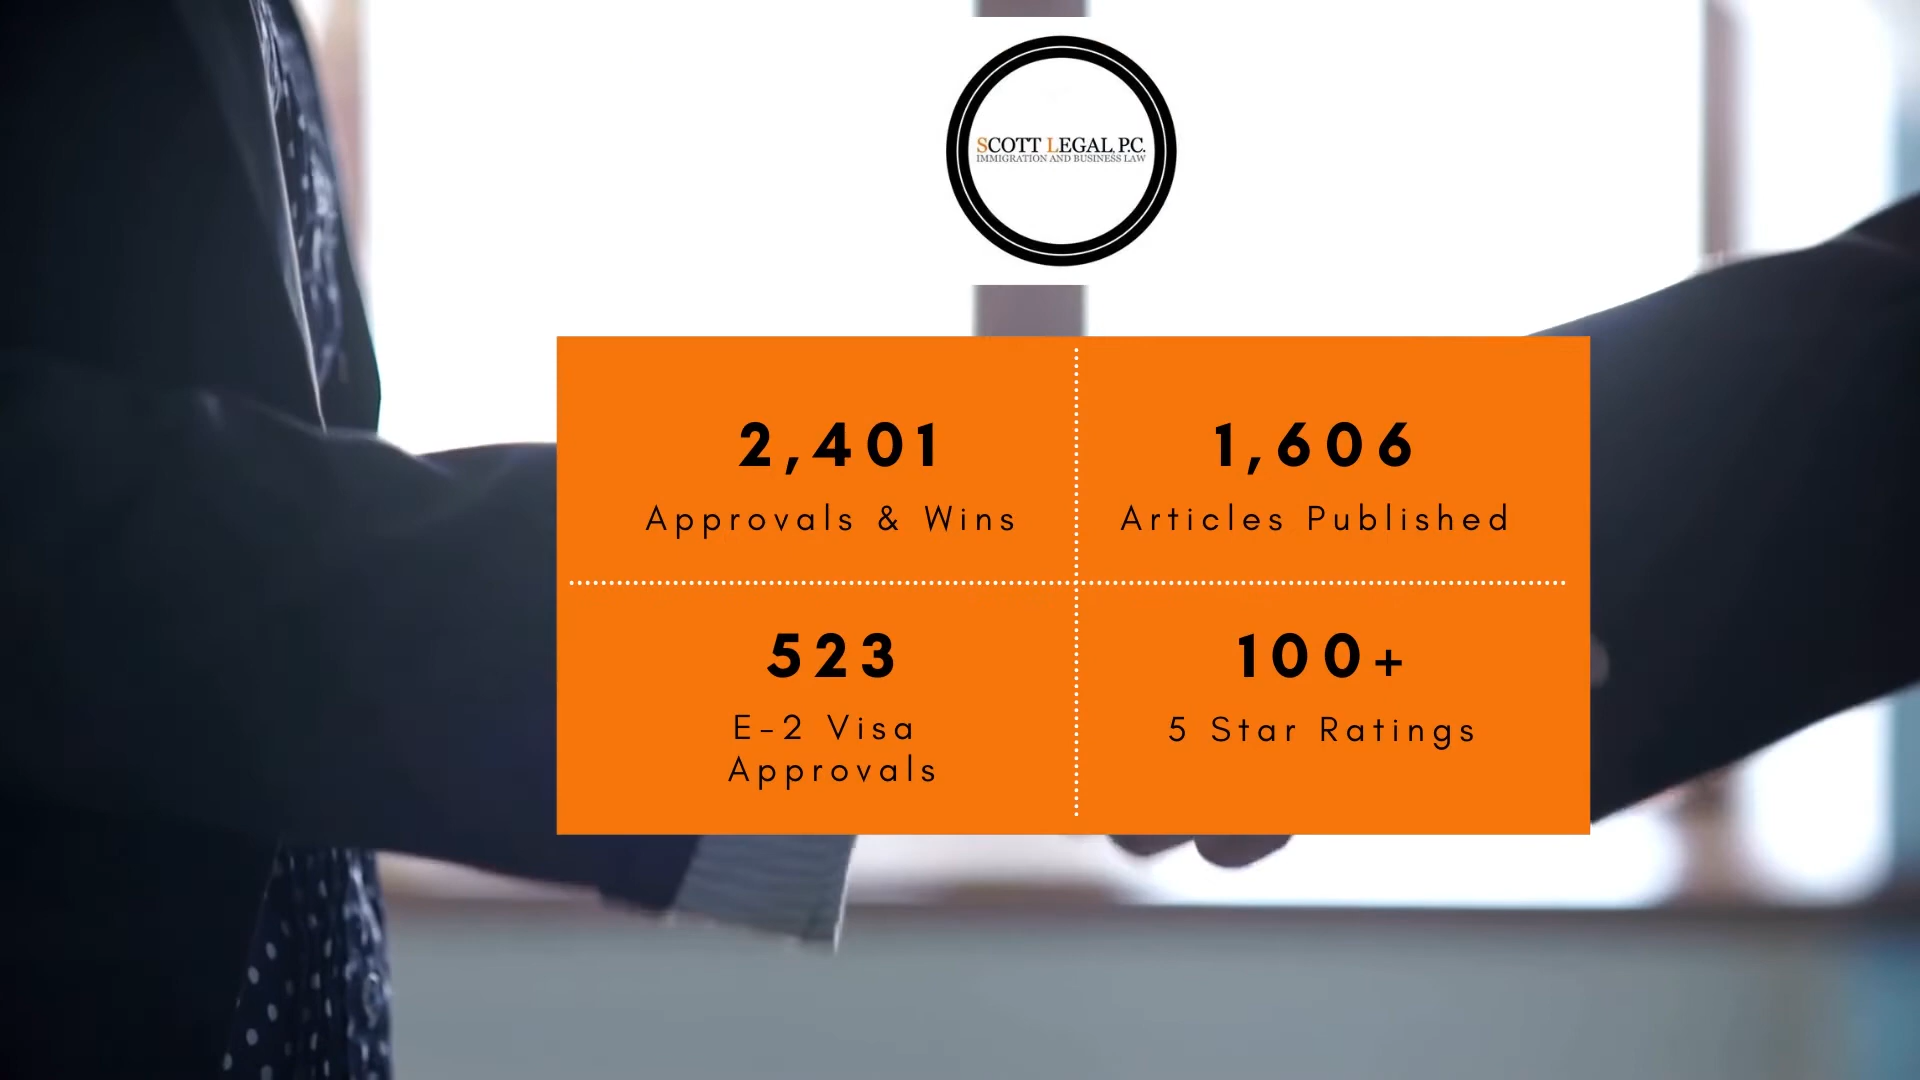 SCOTT LEGAL, P.C.
IMMIGRATION AND BUSINESS LAW
2,401
Approvals & Wins
1,606
Articles Published
523
E-2 Visa
Approvals
100+
5 Star Ratings